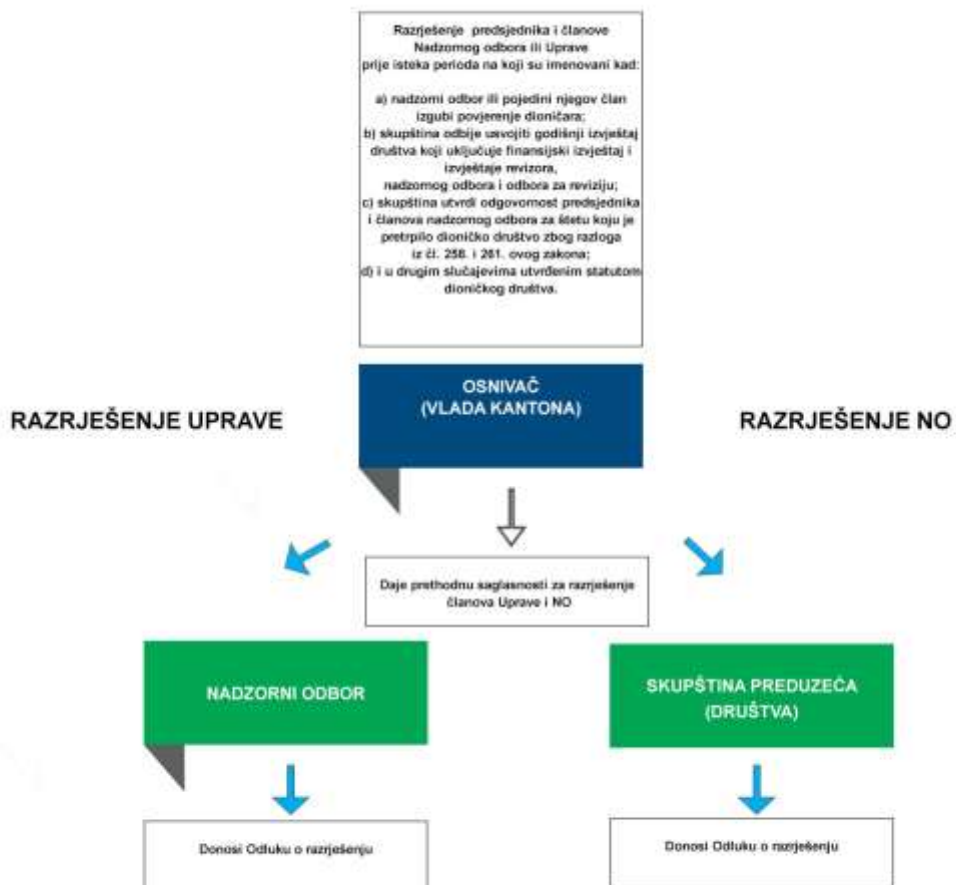 Razrješenje predsjednika i članove
Nadzornog odbora ili Uprave
prije isteka perioda na koji su imenovani kad:
a) nadzorni odbor ili pojedini njegov član
izgubi povjerenje dioničara;
b) skupština odbije usvojiti godišnji izvještaj
društva koji uključuje finansijski izvještaj i
izvještaje revizora,
nadzornog odbora i odbora za reviziju;
c) skupština utvrdi odgovornost predsjednika
i članova nadzornog odbora za štetu koju je
pretrpilo dioničko društvo zbog razloga
iz čl. 258. i 261. ovog zakona;
d) i u drugim slučajevima utvrđenim statutom
dioničkog društva.
OSNIVAČ
(VLADA KANTONA)
RAZRJEŠENJE UPRAVE
RAZRJEŠENJE NO
Daje prethodnu saglasnosti za razrješenje
članova Uprave i NO
NADZORNI ODBOR
SKUPŠTINA PREDUZEĆA
(DRUŠTVA)
Donosi Odluku o razrješenju
Donosi Odluku o razrješenju